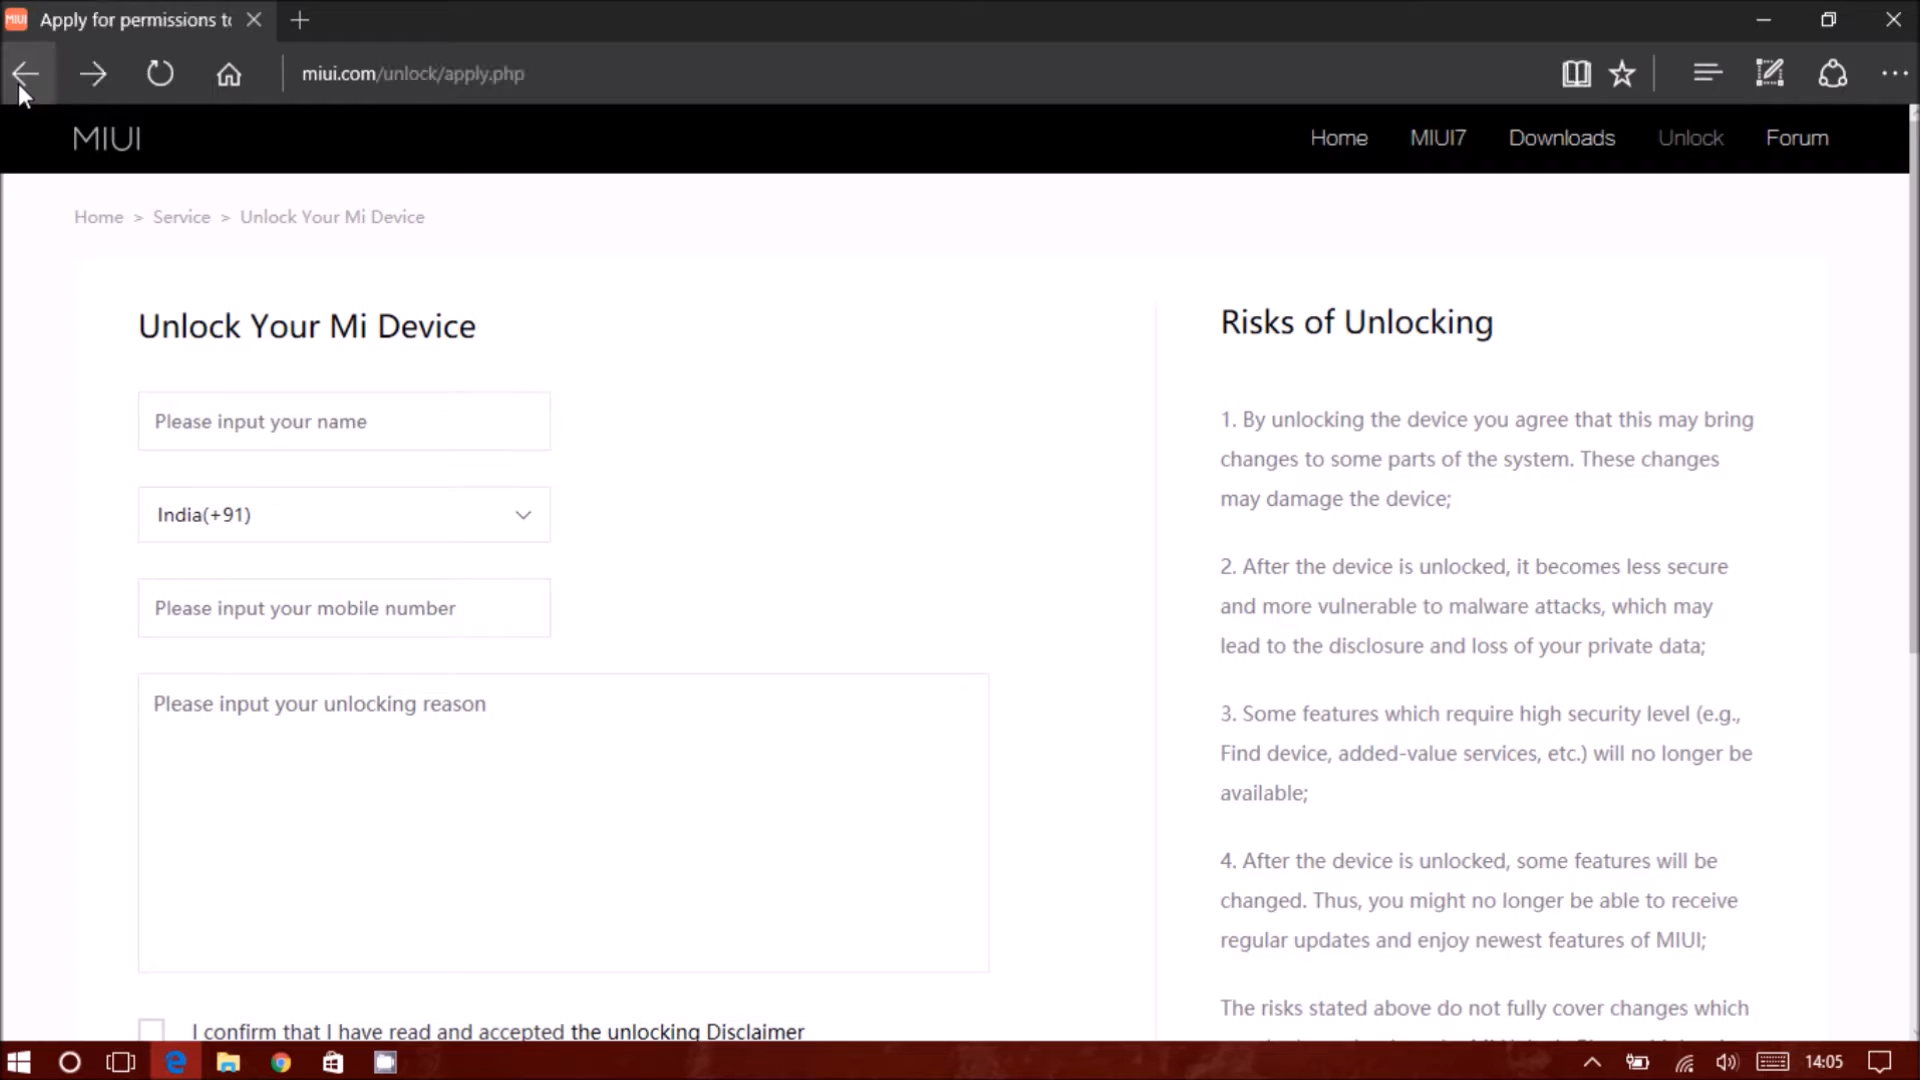 MIUI Apply for permissions to
miui.com/unlock/apply.php
MIUI
Home MIUI7 Downloads Unlock Forum
Home > Service > Unlock Your Mi Device
Unlock Your Mi Device
Please input your name
India(+91)
Please input your mobile number
Please input your unlocking reason
I confirm that I have read and accepted the unlocking Disclaimer
Risks of Unlocking
1. By unlocking the device you agree that this may bring
changes to some parts of the system. These changes
may damage the device;
2. After the device is unlocked, it becomes less secure
and more vulnerable to malware attacks, which may
lead to the disclosure and loss of your private data;
3. Some features which require high security level (e.g.,
Find device, added-value services, etc.) will no longer be
available;
4. After the device is unlocked, some features will be
changed. Thus, you might no longer be able to receive
regular updates and enjoy newest features of MIUI;
The risks stated above do not fully cover changes which
14:05